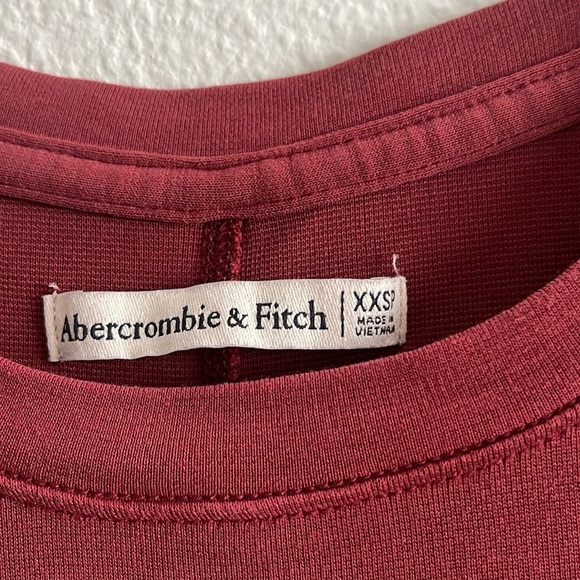 Abercrombie & Fitch
XXSP
MADE IN
VIETNAM